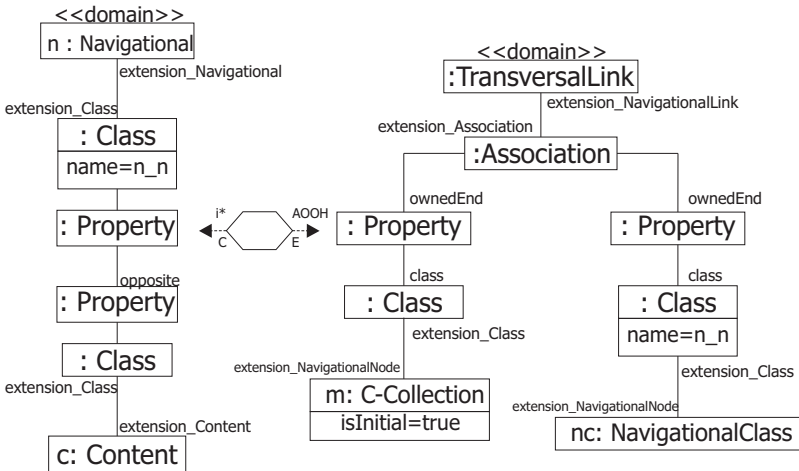 <<domain>>
n : Navigational
extension_Navigational
extension_Class
: Class
name=n_n
: Property
opposite
: Property
: Class
extension_Class
extension_Content
c: Content
i*
AOOH
C
E
<<domain>>
:TransversalLink
extension_NavigationalLink
extension_Association
:Association
ownedEnd
: Property
class
: Class
extension_Class
extension_NavigationalNode
m: C-Collection
isInitial=true
ownedEnd
: Property
class
: Class
name=n_n
extension_Class
extension_NavigationalNode
nc: NavigationalClass